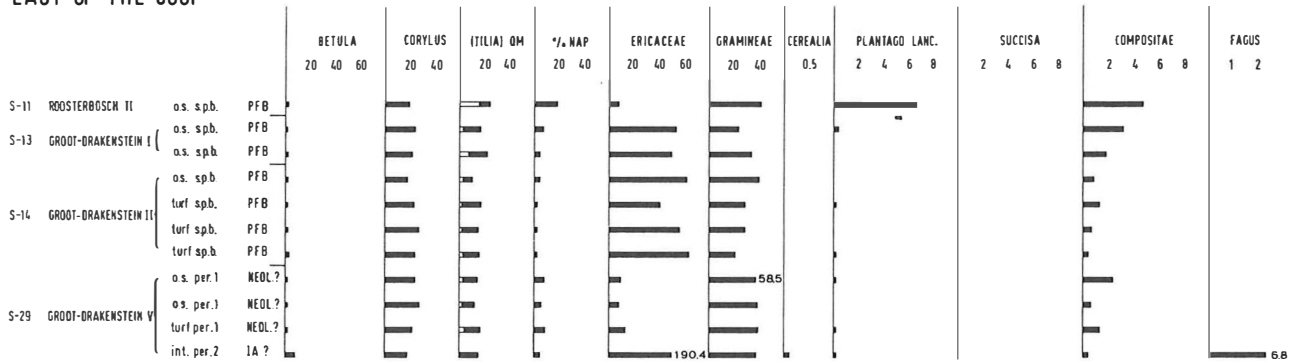 BETULA CORYLUS (TILIA) QM % NAP ERICACEAE GRAMINEAE CEREALIA PLANTAGO LANC. SUCCISA COMPOSITAE FAGUS
20 40 60 20 40 20 40 20 40 20 40 60 20 40 0.5 2 4 6 8 2 4 6 8 2 4 6 8 1 2
S-11 ROOSTERBOSCH II o.s. s.p.b. PFB
S-13 GROOT-DRAKENSTEIN I o.s. s.p.b. PFB
o.s. s.p.b. PFB
o.s. s.p.b PFB
S-14 GROOT-DRAKENSTEIN II turf s.p.b. PFB
turf s.p.b PFB
turf s.p.b PFB
o.s. per.1 NEOL.? 58.5
S-29 GROOT-DRAKENSTEIN V o.s. per.1 NEOL.?
turf per.1 NEOL.?
int. per.2 IA ? 190.4 6.8